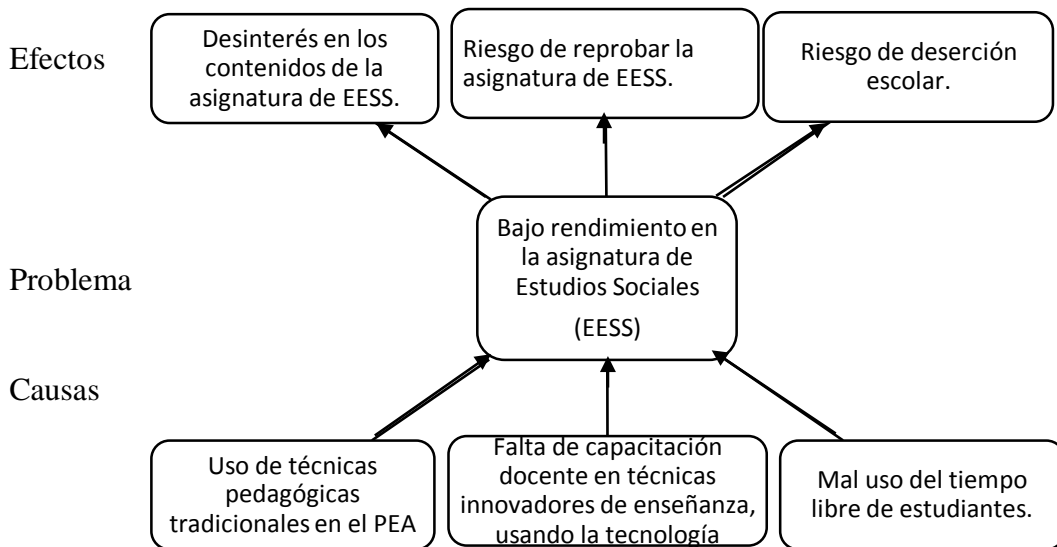 Efectos
Desinterés en los
contenidos de la
asignatura de EESS.
Riesgo de reprobar la
asignatura de EESS.
Riesgo de deserción
escolar.
Problema
Bajo rendimiento en
la asignatura de
Estudios Sociales
(EESS)
Causas
Uso de técnicas
pedagógicas
tradicionales en el PEA
Falta de capacitación
docente en técnicas
innovadores de enseñanza,
usando la tecnología
Mal uso del tiempo
libre de estudiantes.